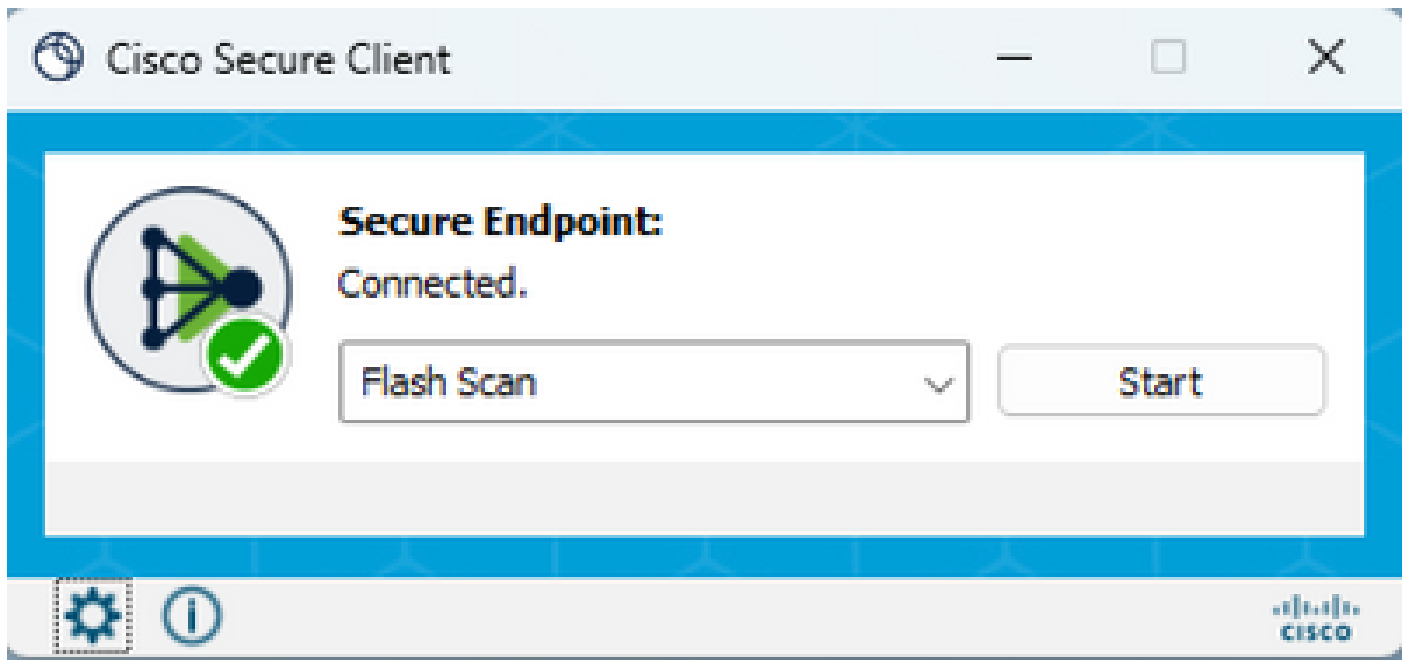 Cisco Secure Client
Secure Endpoint:
Connected.
Flash Scan
Start
CISCO